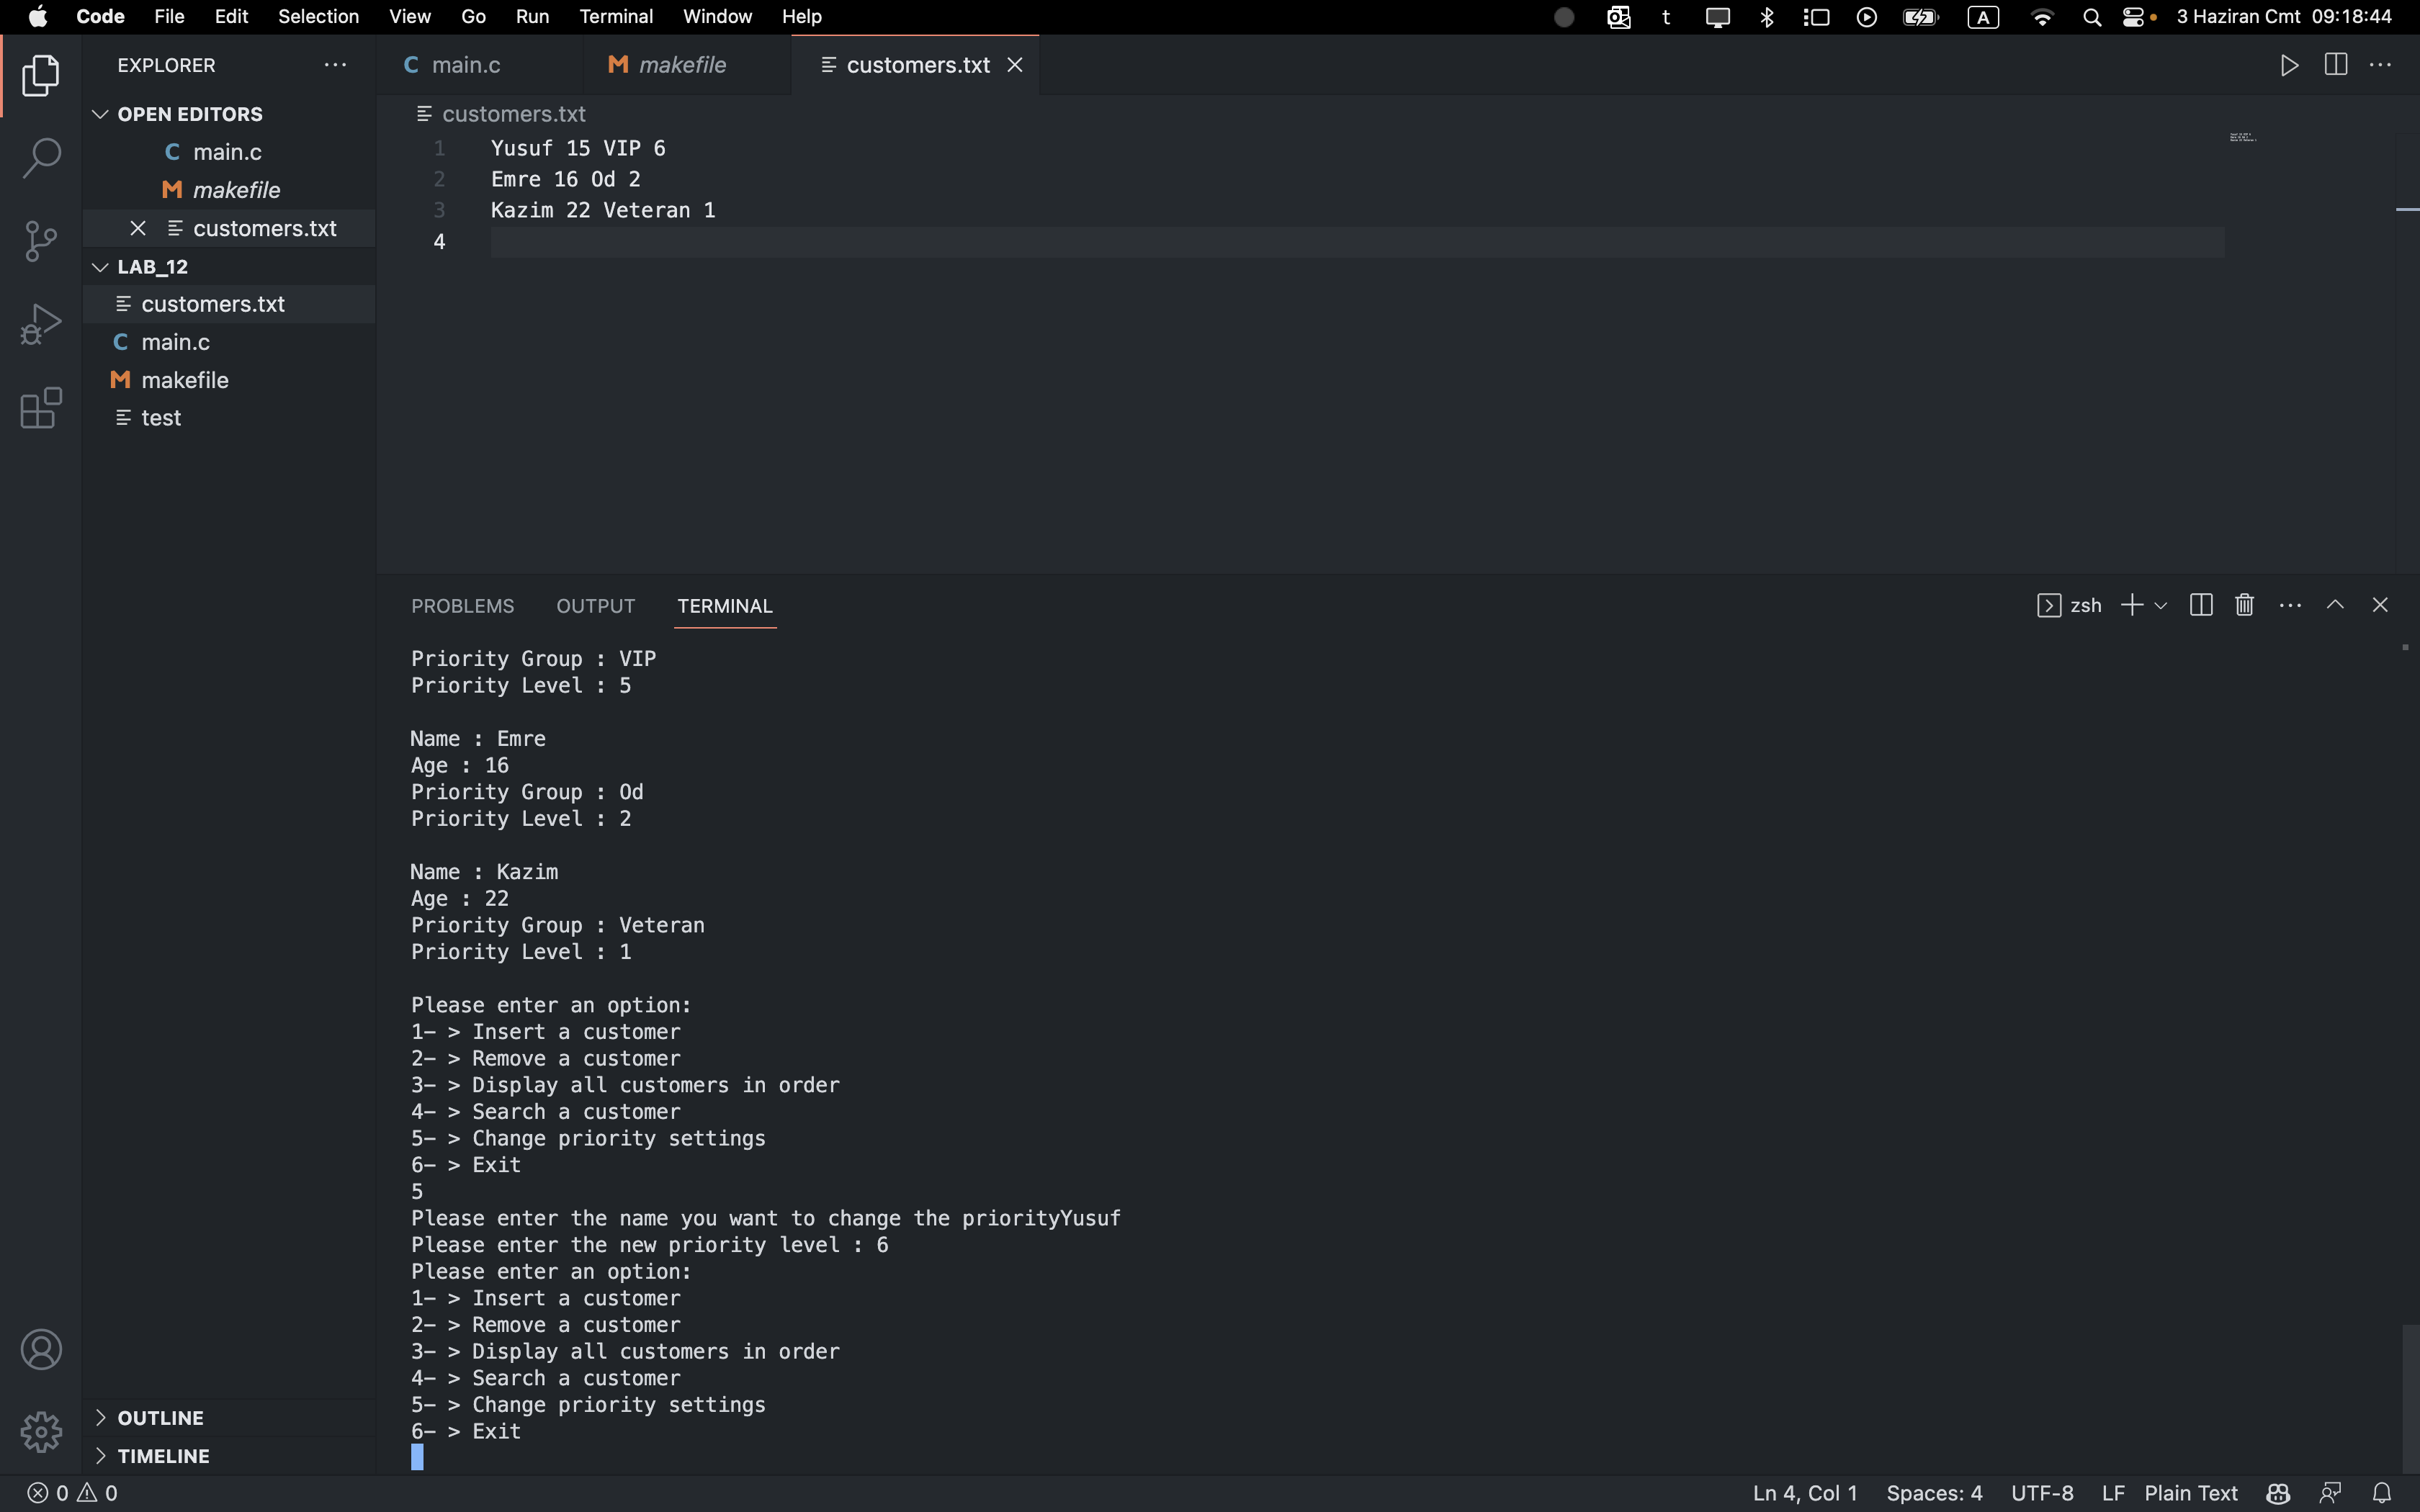 Code File Edit Selection View Go Run Terminal Window Help t A 3 Haziran Cmt 09:18:44
EXPLORER
C main.c M makefile customers.txt
OPEN EDITORS
C main.c
M makefile
customers.txt
LAB_12
customers.txt
C main.c
M makefile
test
OUTLINE
TIMELINE
customers.txt
1 Yusuf 15 VIP 6
2 Emre 16 Od 2
3 Kazim 22 Veteran 1
4
PROBLEMS OUTPUT TERMINAL zsh
Priority Group : VIP
Priority Level : 5
Name : Emre
Age : 16
Priority Group : Od
Priority Level : 2
Name : Kazim
Age : 22
Priority Group : Veteran
Priority Level : 1
Please enter an option:
1- > Insert a customer
2- > Remove a customer
3- > Display all customers in order
4- > Search a customer
5- > Change priority settings
6- > Exit
5
Please enter the name you want to change the priorityYusuf
Please enter the new priority level : 6
Please enter an option:
1- > Insert a customer
2- > Remove a customer
3- > Display all customers in order
4- > Search a customer
5- > Change priority settings
6- > Exit
0 0 Ln 4, Col 1 Spaces: 4 UTF-8 LF Plain Text